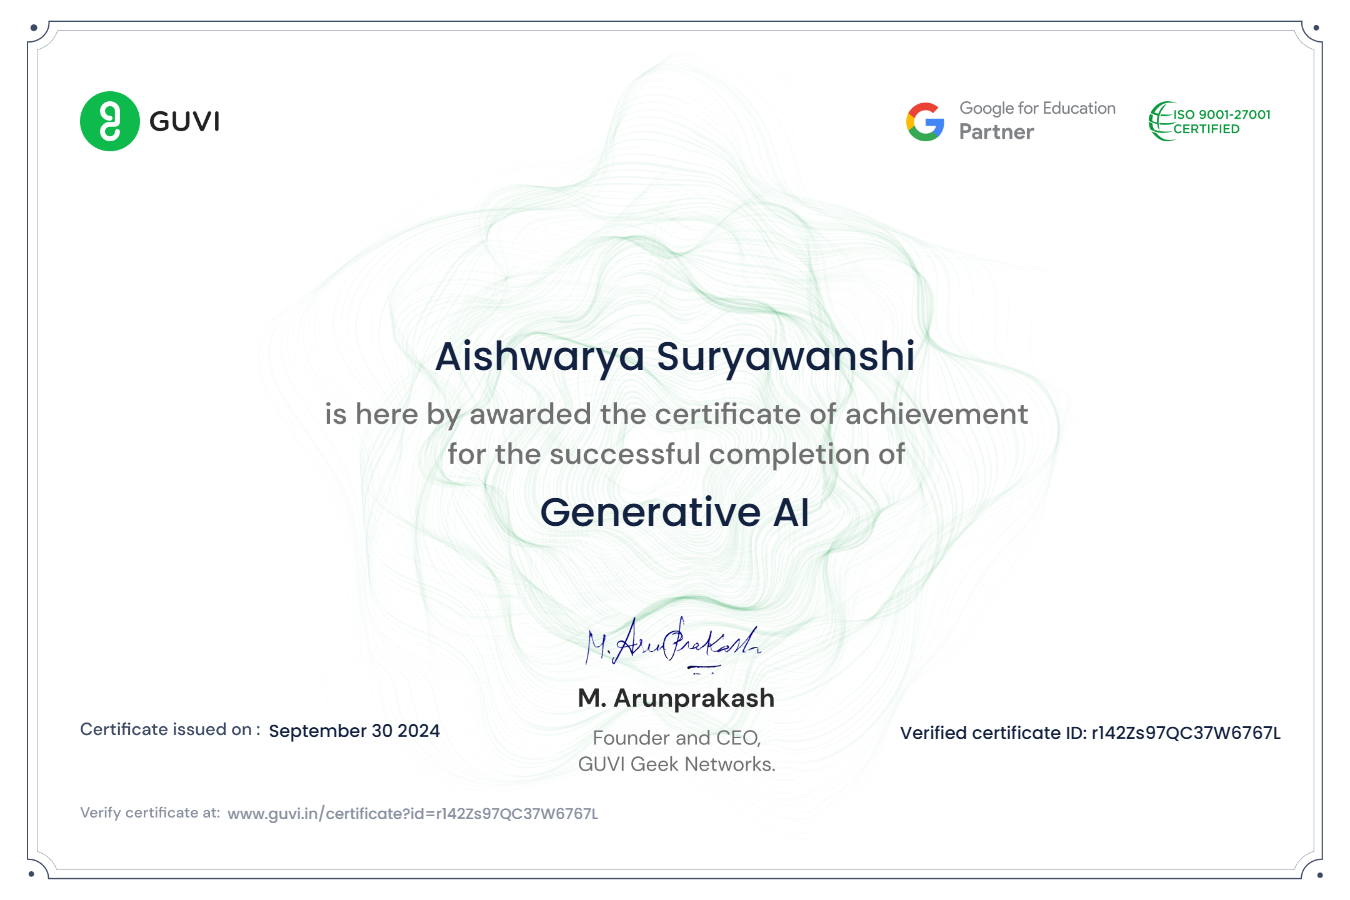 GUVI
Google for Education
Partner
ISO 9001-27001
CERTIFIED
Aishwarya Suryawanshi
is here by awarded the certificate of achievement
for the successful completion of
Generative AI
M. Arunprakash
M. Arunprakash
Founder and CEO,
GUVI Geek Networks.
Certificate issued on : September 30 2024
Verified certificate ID: r142Zs97QC37W6767L
Verify certificate at: www.guvi.in/certificate?id=r142Zs97QC37W6767L